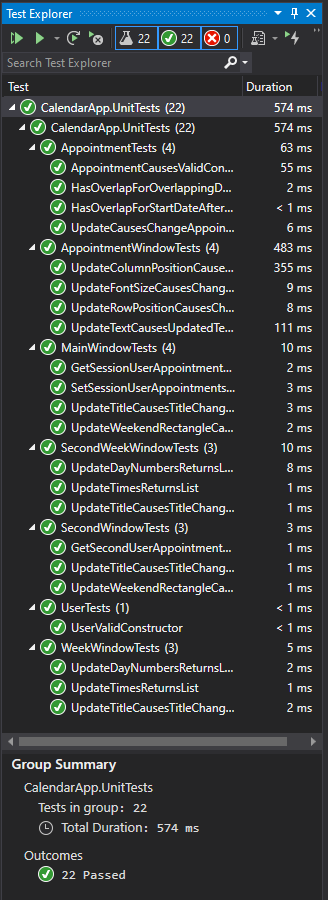 Test Explorer
22 22 0
Search Test Explorer
Test Duration
CalendarApp.UnitTests (22) 574 ms
CalendarApp.UnitTests (22) 574 ms
AppointmentTests (4) 63 ms
AppointmentCausesValidCon... 55 ms
HasOverlapForOverlappingD... 2 ms
HasOverlapForStartDateAfter... < 1 ms
UpdateCausesChangeAppoin... 6 ms
AppointmentWindowTests (4) 483 ms
UpdateColumnPositionCause... 355 ms
UpdateFontSizeCausesChang... 9 ms
UpdateRowPositionCausesCh... 8 ms
UpdateTextCausesUpdatedTe... 111 ms
MainWindowTests (4) 10 ms
GetSessionUserAppointment... 2 ms
SetSessionUserAppointments... 3 ms
UpdateTitleCausesTitleChang... 3 ms
UpdateWeekendRectangleCa... 2 ms
SecondWeekWindowTests (3) 10 ms
UpdateDayNumbersReturnsL... 8 ms
UpdateTimesReturnsList 1 ms
UpdateTitleCausesTitleChang... 1 ms
SecondWindowTests (3) 3 ms
GetSecondUserAppointment... 1 ms
UpdateTitleCausesTitleChang... 1 ms
UpdateWeekendRectangleCa... 1 ms
UserTests (1) < 1 ms
UserValidConstructor < 1 ms
WeekWindowTests (3) 5 ms
UpdateDayNumbersReturnsL... 2 ms
UpdateTimesReturnsList 1 ms
UpdateTitleCausesTitleChang... 2 ms
Group Summary
CalendarApp.UnitTests
Tests in group: 22
Total Duration: 574 ms
Outcomes
22 Passed